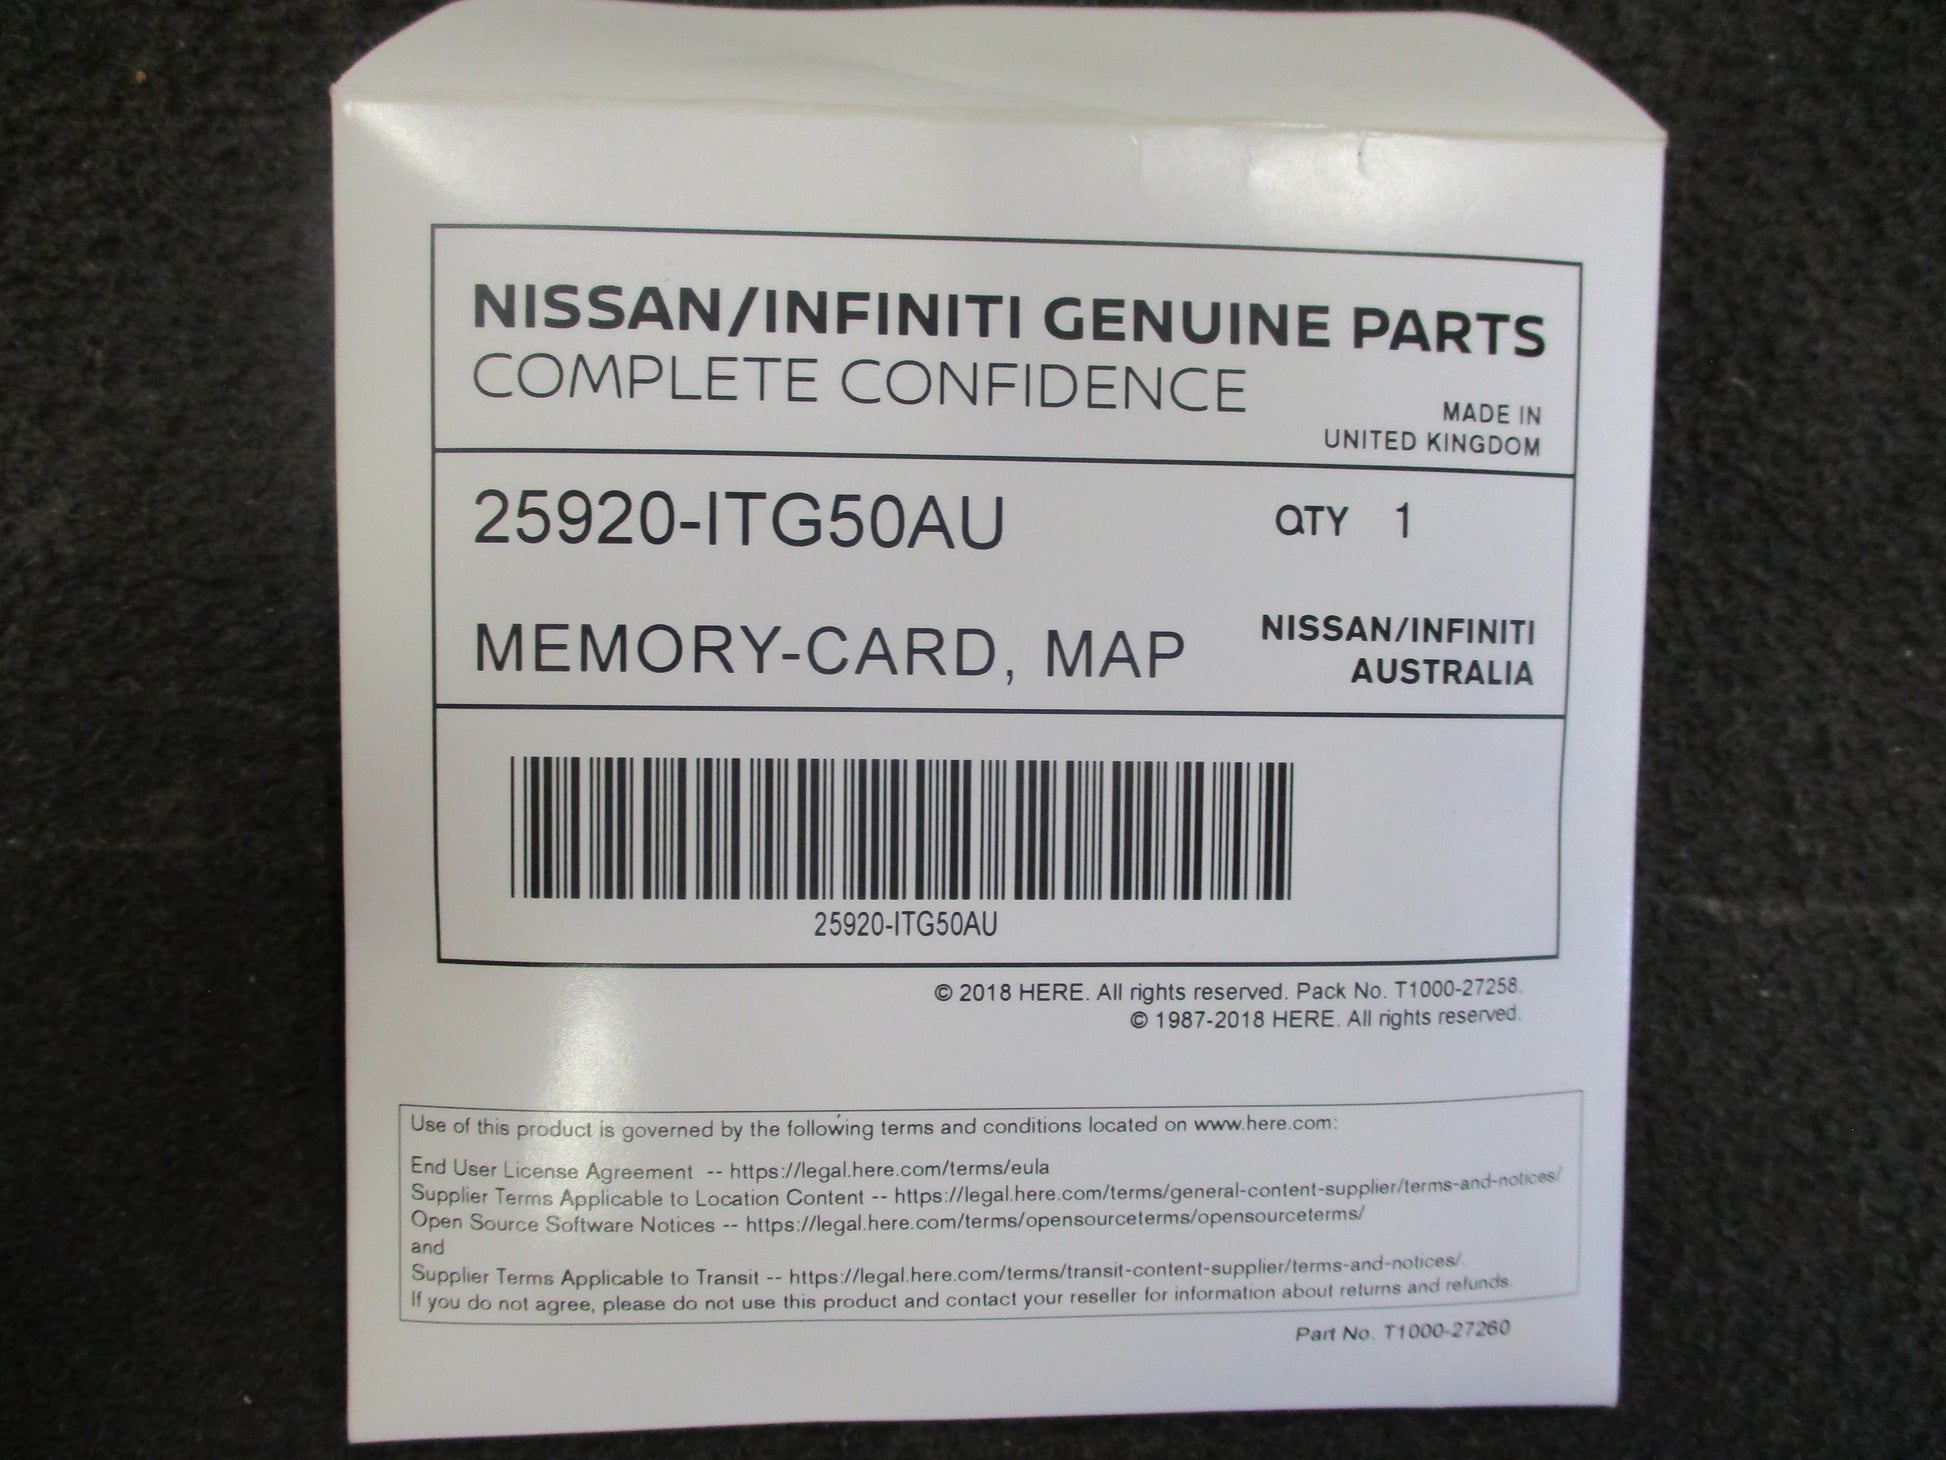 NISSAN/INFINITI GENUINE PARTS
COMPLETE CONFIDENCE
MADE IN
UNITED KINGDOM
25920-ITG50AU
QTY 1
MEMORY-CARD, MAP
NISSAN/INFINITI
AUSTRALIA
25920-ITG50AU
© 2018 HERE. All rights reserved. Pack No. T1000-27258.
© 1987-2018 HERE. All rights reserved.
Use of this product is governed by the following terms and conditions located on www.here.com:
End User License Agreement -- https://legal.here.com/terms/eula
Supplier Terms Applicable to Location Content -- https://legal.here.com/terms/general-content-supplier/terms-and-notices/
Open Source Software Notices -- https://legal.here.com/terms/opensourceterms/opensourceterms/
and
Supplier Terms Applicable to Transit -- https://legal.here.com/terms/transit-content-supplier/terms-and-notices/
If you do not agree, please do not use this product and contact your reseller for information about returns and refunds.
Part No. T1000-27260